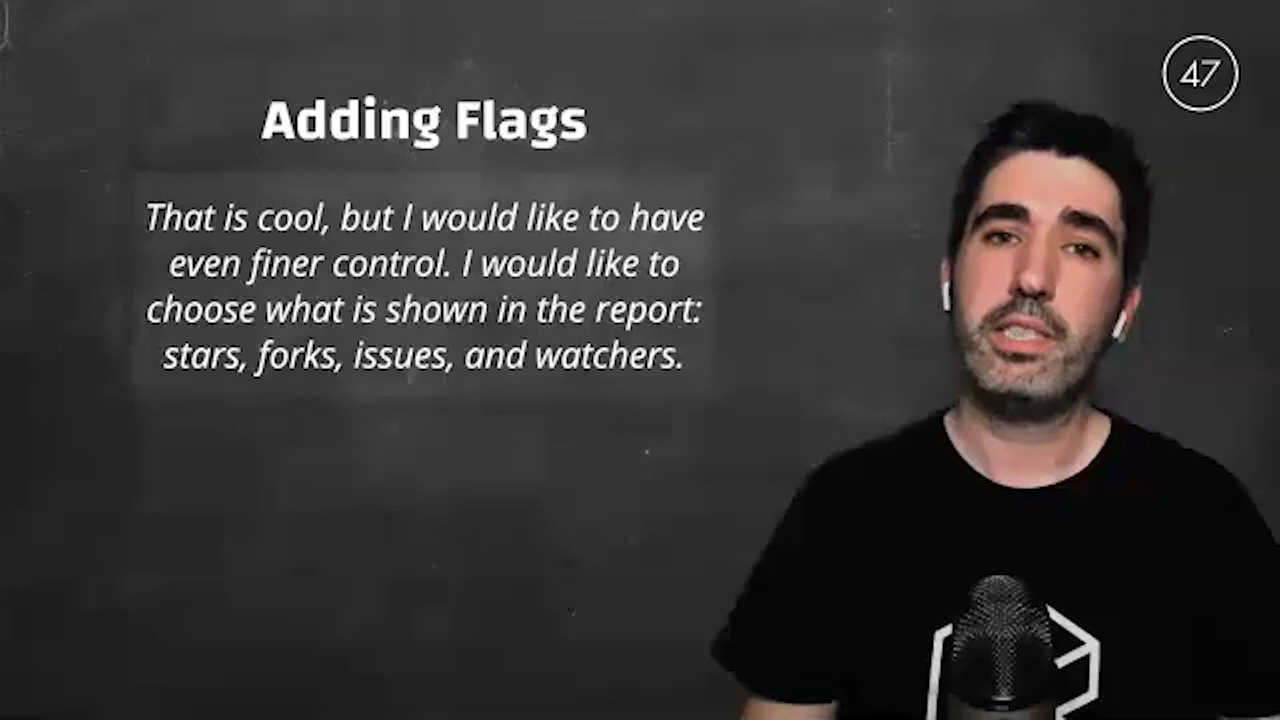 47
Adding Flags
That is cool, but I would like to have
even finer control. I would like to
choose what is shown in the report:
stars, forks, issues, and watchers.